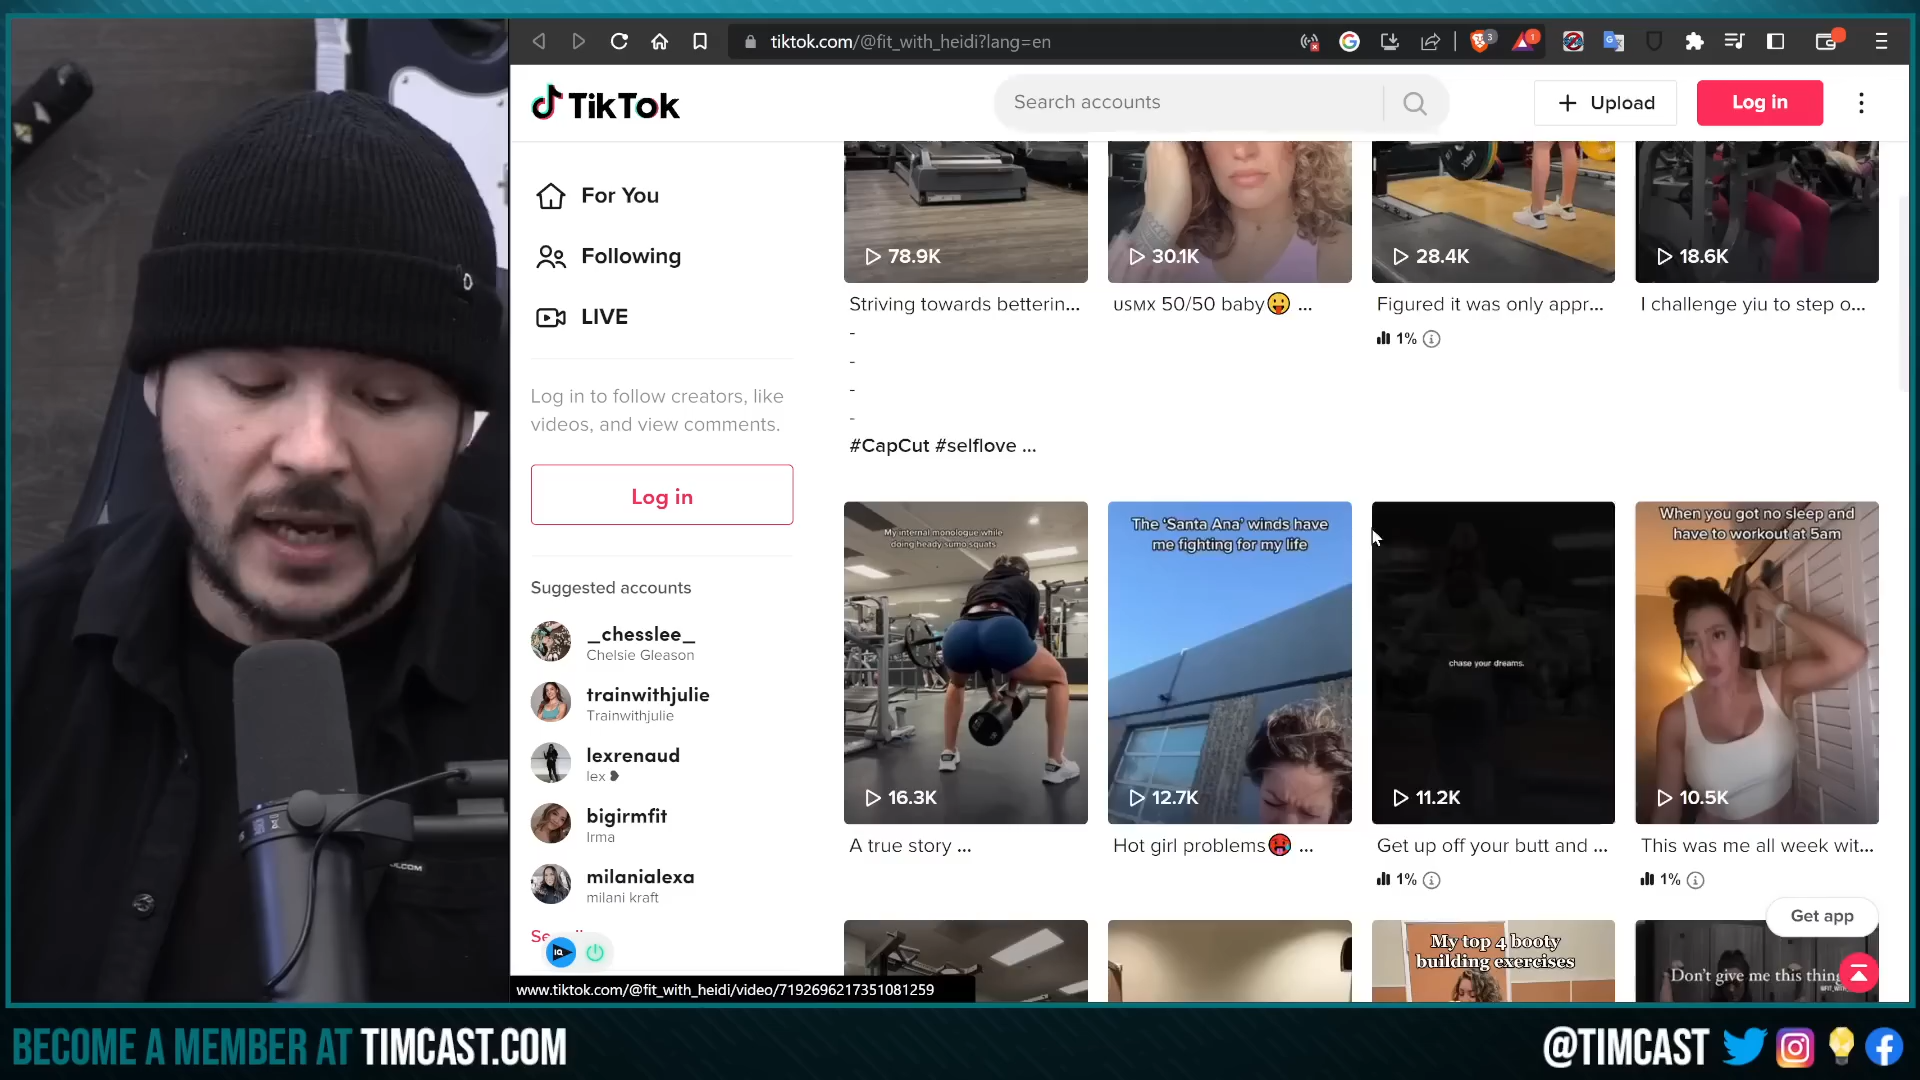 tiktok.com/@fit_with_heidi?lang=en
3
1
TikTok
Search accounts
+ Upload
Log in
For You
Following
LIVE
Log in to follow creators, like
videos, and view comments.
Log in
Suggested accounts
_chesslee_
Chelsie Gleason
trainwithjulie
Trainwithjulie
lexrenaud
lex
bigirmfit
Irma
milanialexa
milani kraft
78.9K
30.1K
28.4K
18.6K
Striving towards betterin...
-
-
-
-
#CapCut #selflove ...
USMX 50/50 baby😛 ...
Figured it was only appr...
1%
I challenge yiu to step o...
My internal monologue while
doing heady sumo squats
16.3K
A true story ...
The 'Santa Ana' winds have
me fighting for my life
12.7K
Hot girl problems🥵 ...
chase your dreams.
11.2K
Get up off your butt and ...
1%
When you got no sleep and
have to workout at 5am
10.5K
This was me all week wit...
1%
Get app
My top 4 booty
building exercises
Don't give me this thing
www.tiktok.com/@fit_with_heidi/video/7192696217351081259
BECOME A MEMBER AT TIMCAST.COM
@TIMCAST